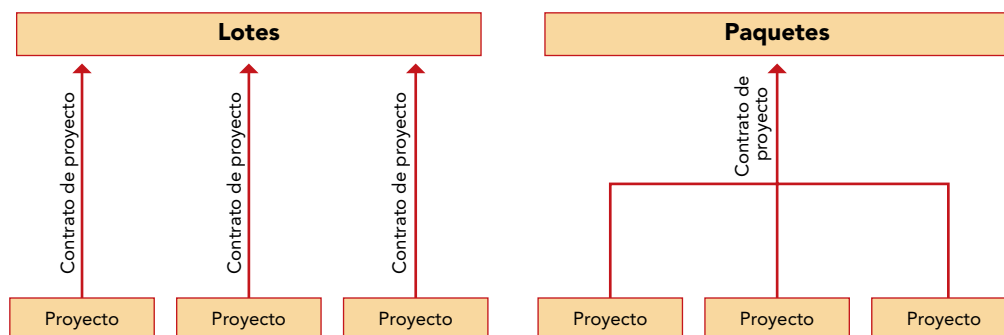 Lotes
Contrato de proyecto
Contrato de proyecto
Contrato de proyecto
Proyecto
Proyecto
Proyecto
Paquetes
Contrato de
proyecto
Proyecto
Proyecto
Proyecto